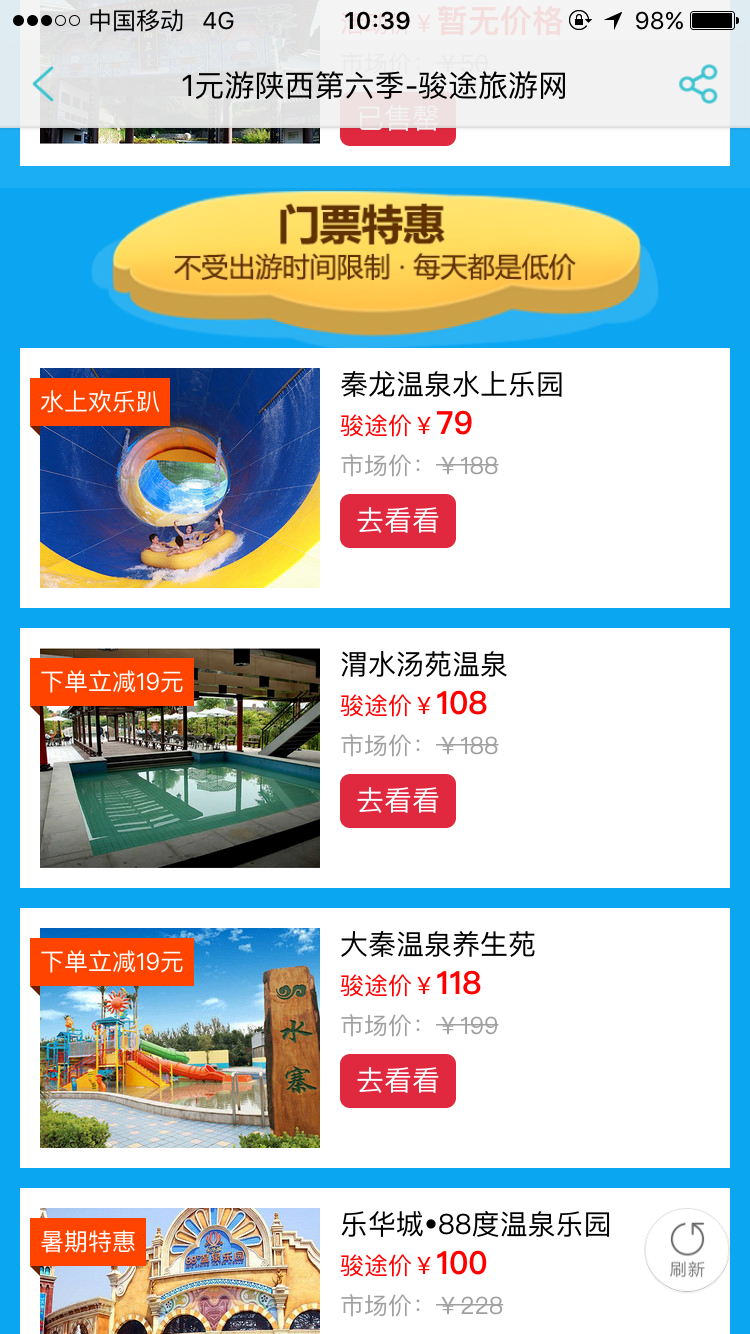 中国移动 4G
10:39
98%
暂无价格
¥50
1元游陕西第六季-骏途旅游网
已售罄
门票特惠
不受出游时间限制·每天都是低价
水上欢乐趴
秦龙温泉水上乐园
骏途价¥79
市场价：¥188
去看看
下单立减19元
渭水汤苑温泉
骏途价¥108
市场价：¥188
去看看
下单立减19元
水寨
大秦温泉养生苑
骏途价¥118
市场价：¥199
去看看
暑期特惠
乐华城•88度温泉乐园
骏途价¥100
市场价：¥228
刷新